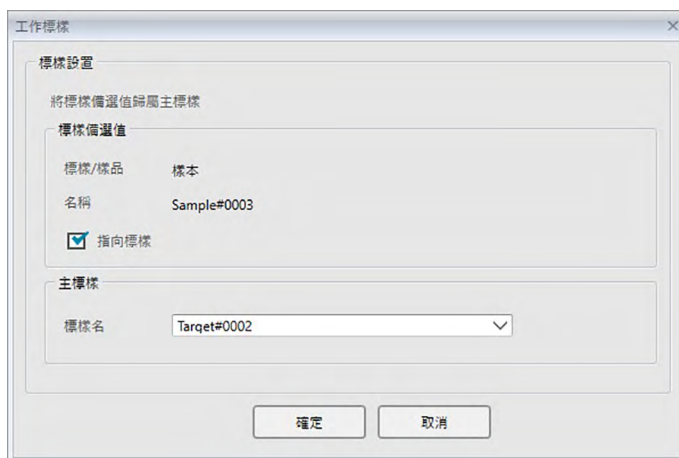 工作標樣
標樣設置
將標樣備選值歸屬主標樣
標樣備選值
標樣/樣品 樣本
名稱 Sample#0003
指向標樣
主標樣
標樣名 Target#0002
確定 取消